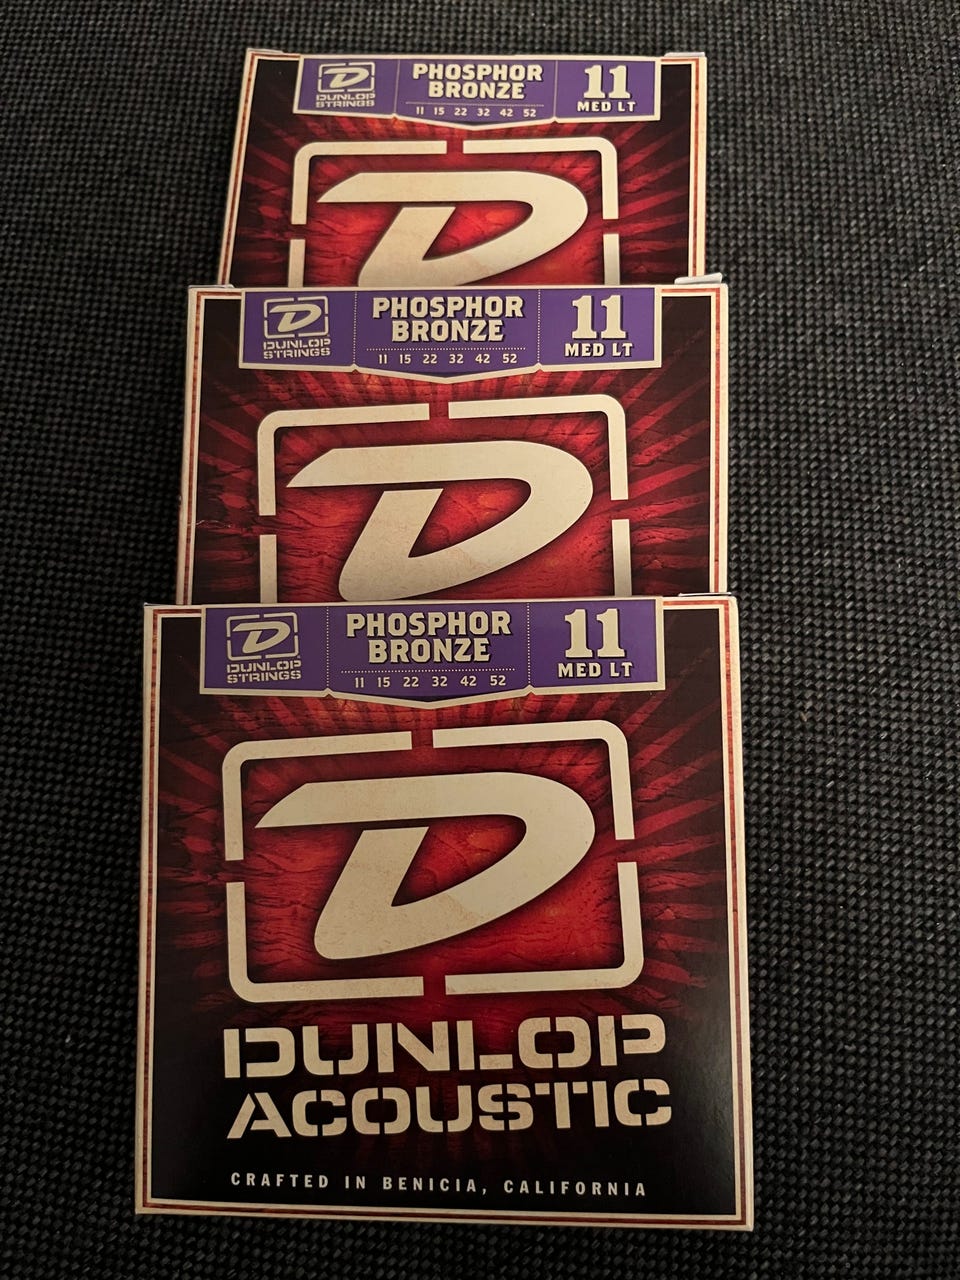 DUNLOP
STRINGS
PHOSPHOR
BRONZE
11 15 22 32 42 52
11
MED LT
DUNLOP
STRINGS
PHOSPHOR
BRONZE
11 15 22 32 42 52
11
MED LT
DUNLOP
STRINGS
PHOSPHOR
BRONZE
11 15 22 32 42 52
11
MED LT
DUNLOP
ACOUSTIC
CRAFTED IN BENICIA, CALIFORNIA